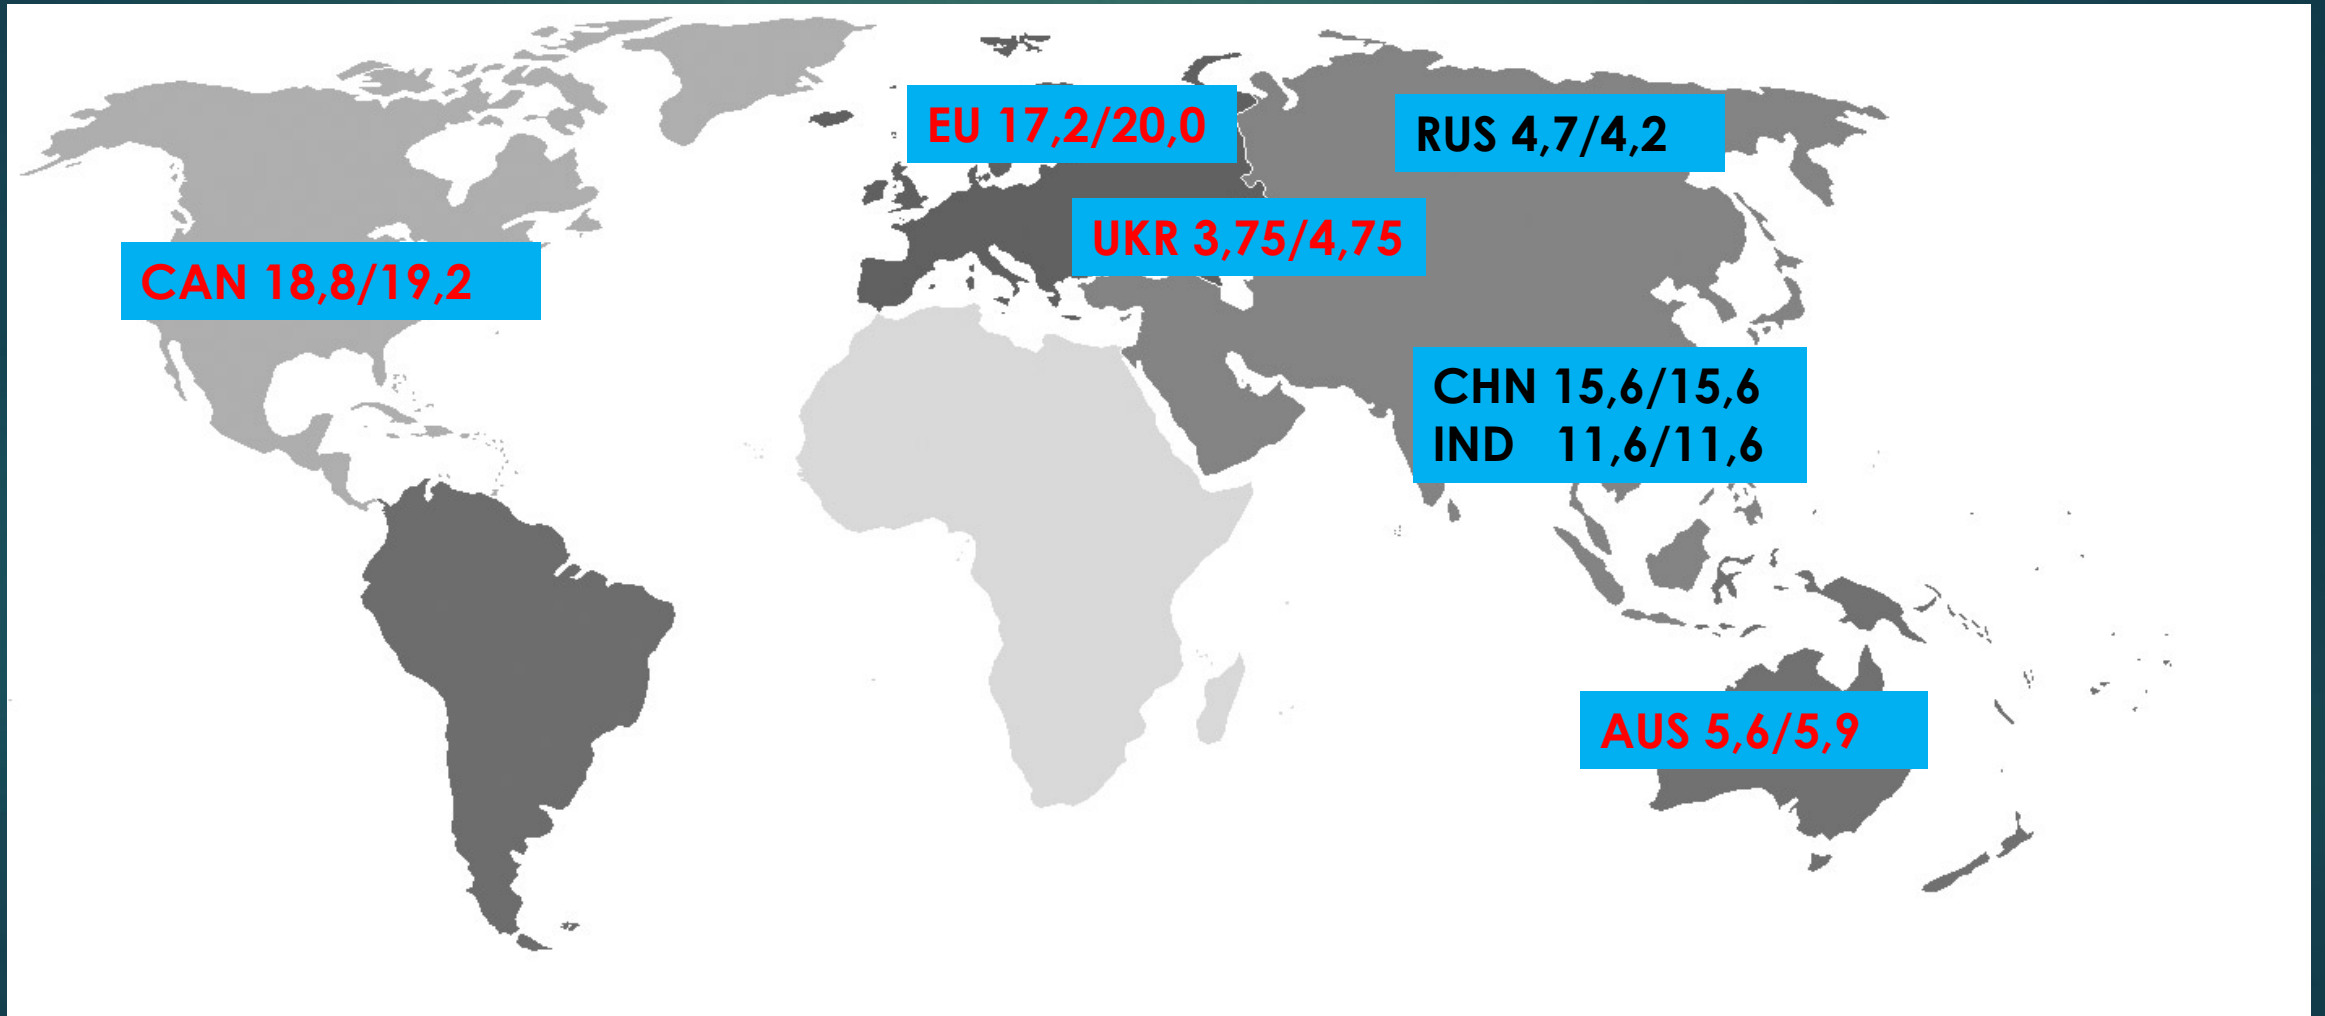 EU 17,2/20,0
RUS 4,7/4,2
UKR 3,75/4,75
CAN 18,8/19,2
CHN 15,6/15,6
IND 11,6/11,6
AUS 5,6/5,9